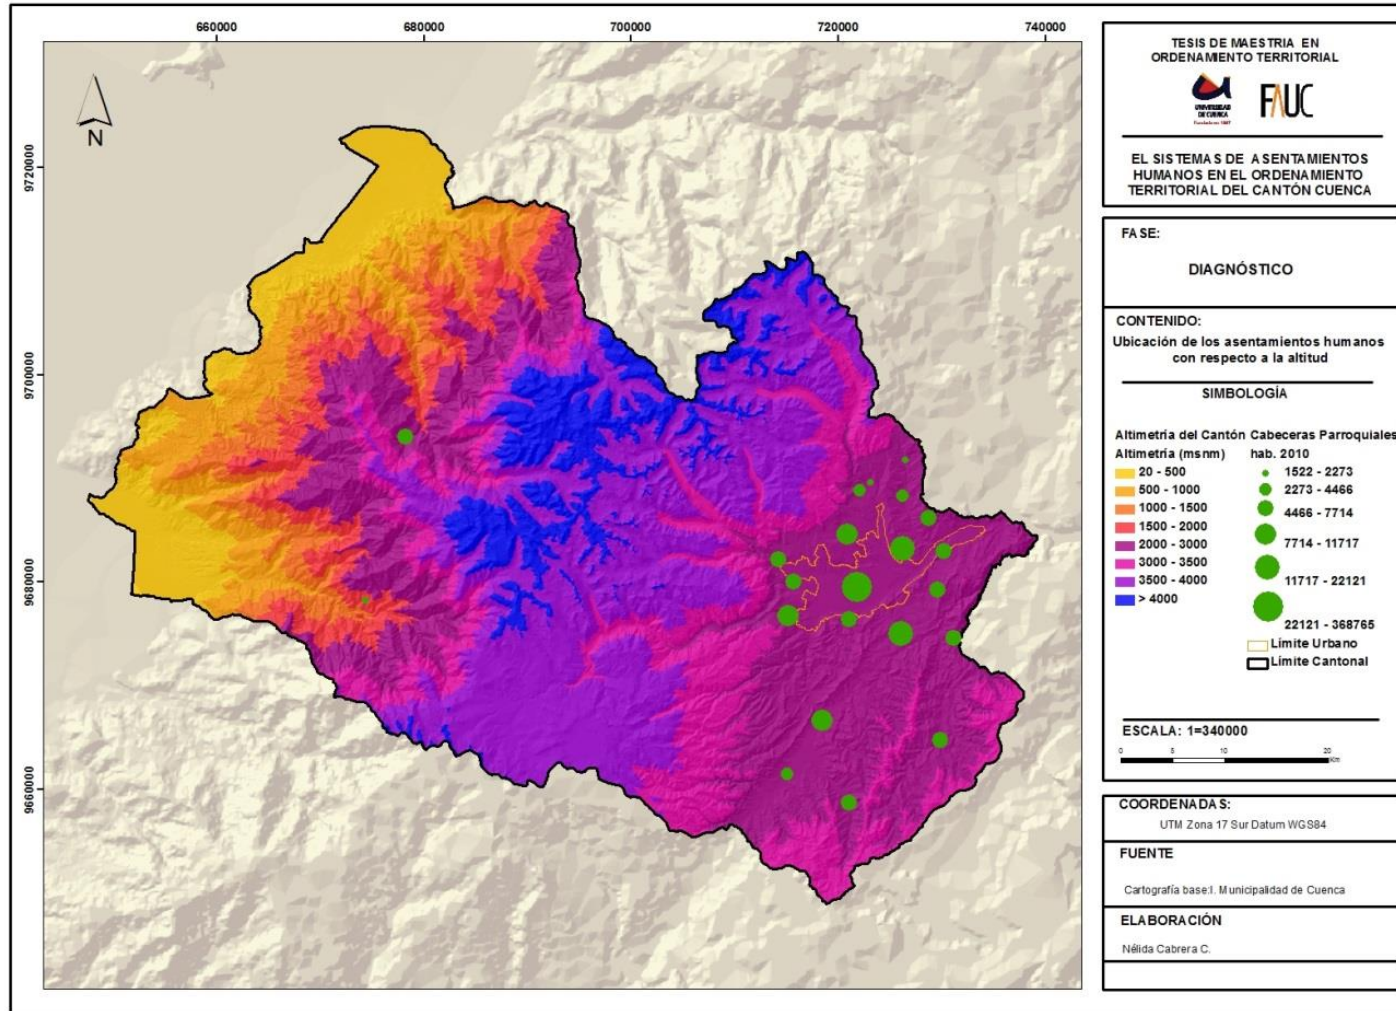 660000 680000 700000 720000 740000
9720000
9700000
9680000
9660000
N
TESIS DE MAESTRIA EN
ORDENAMIENTO TERRITORIAL
UNIVERSIDAD
DE CUENCA
FAUC
EL SISTEMAS DE ASENTAMIENTOS
HUMANOS EN EL ORDENAMIENTO
TERRITORIAL DEL CANTÓN CUENCA
FASE:
DIAGNÓSTICO
CONTENIDO:
Ubicación de los asentamientos humanos
con respecto a la altitud
SIMBOLOGÍA
Altimetría del Cantón
Altimetría (msnm)
20 - 500
500 - 1000
1000 - 1500
1500 - 2000
2000 - 3000
3000 - 3500
3500 - 4000
> 4000
Cabeceras Parroquiales
hab. 2010
1522 - 2273
2273 - 4466
4466 - 7714
7714 - 11717
11717 - 22121
22121 - 368765
Límite Urbano
Límite Cantonal
ESCALA: 1=340000
0 5 10 20
Km
COORDENADAS:
UTM Zona 17 Sur Datum WGS84
FUENTE
Cartografía base:I. Municipalidad de Cuenca
ELABORACIÓN
Nélida Cabrera C.